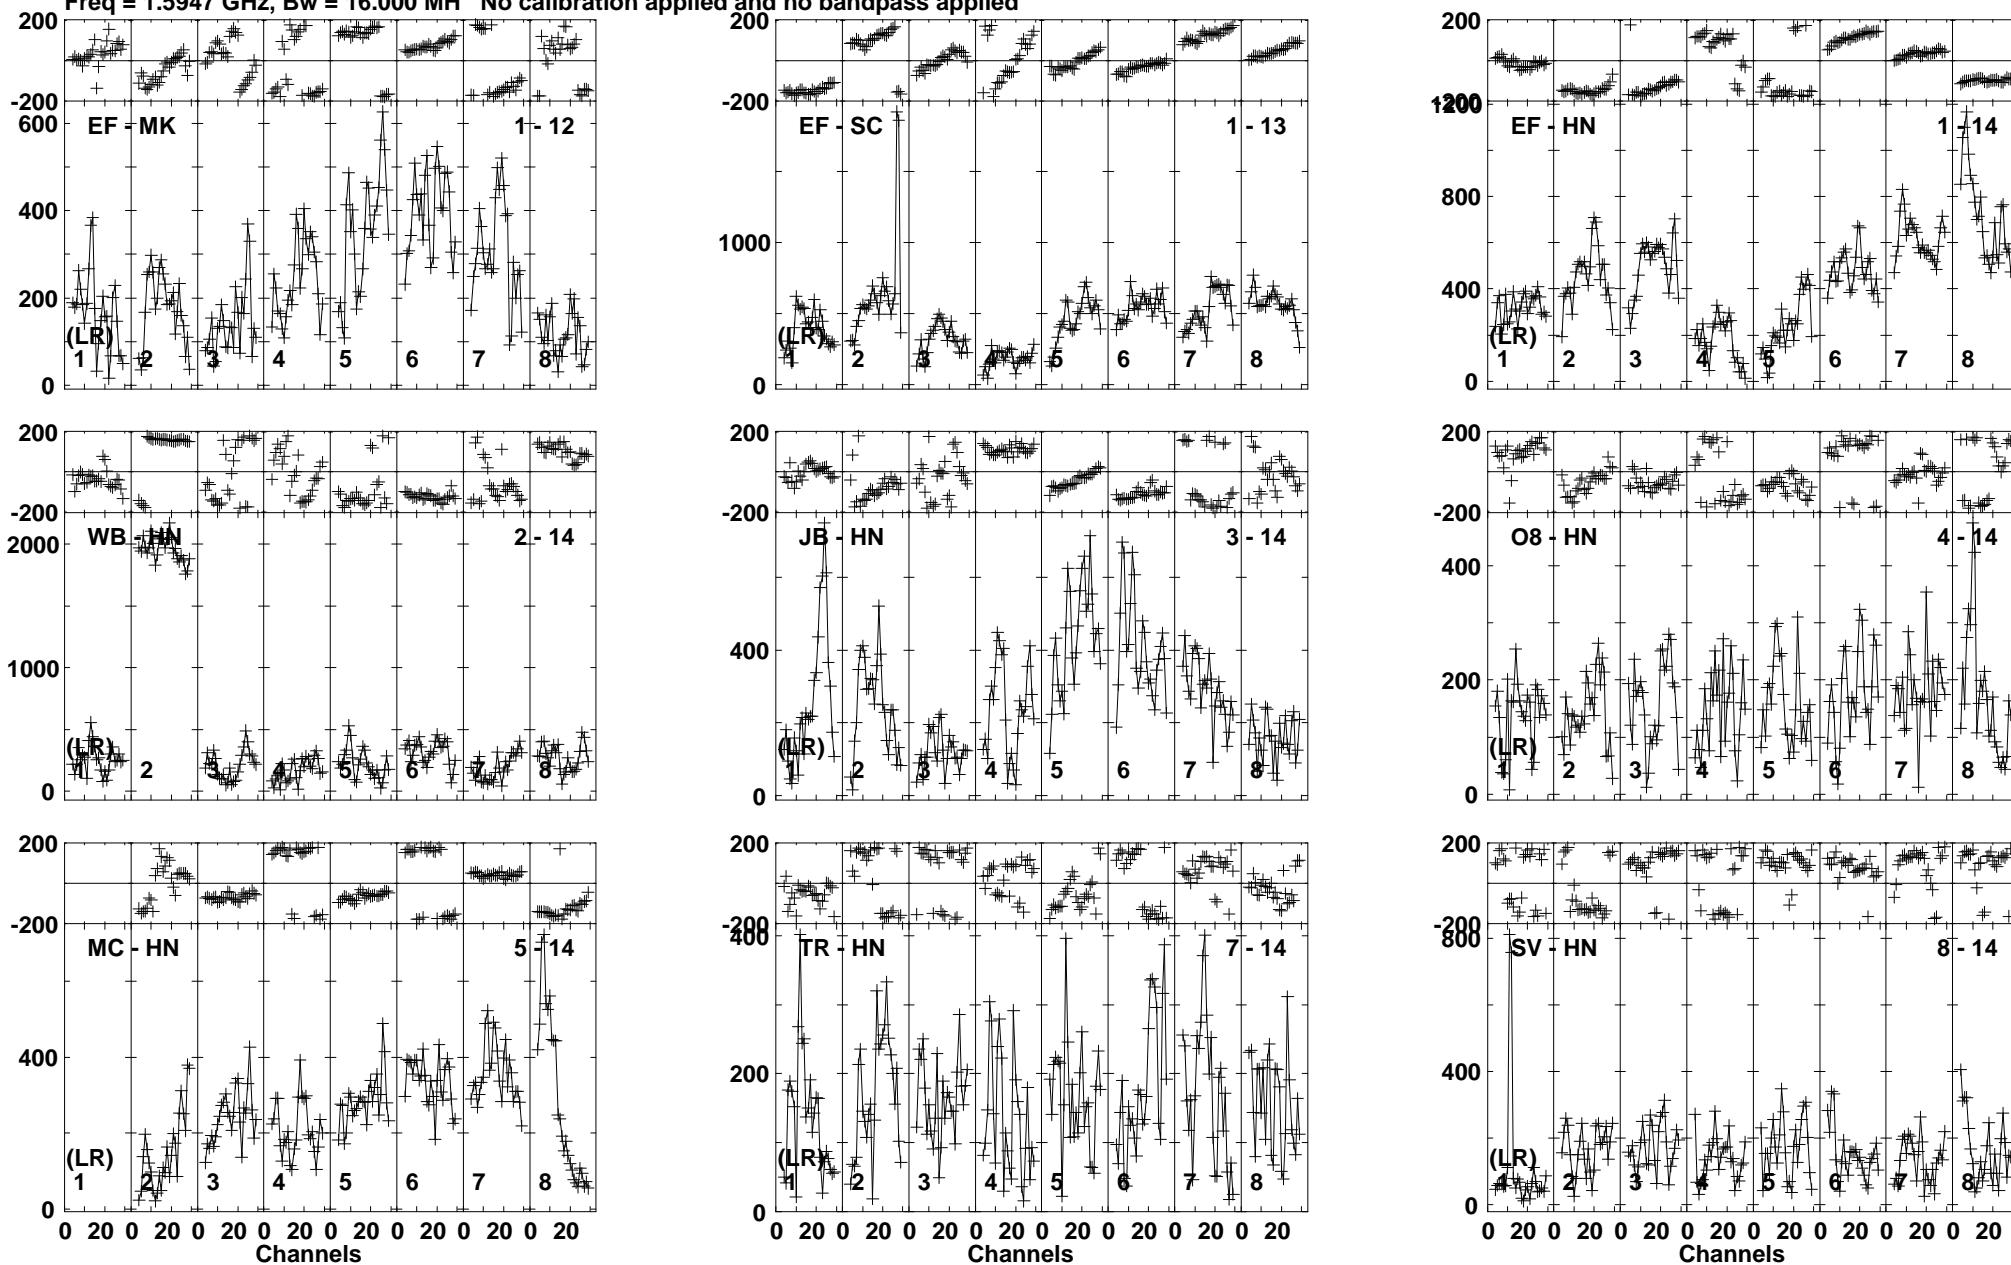 Freq = 1.5947 GHz, Bw = 16.000 MH No calibration applied and no bandpass applied
200
-200
600
400
200
0
EF - MK
1 - 12
(LR)
1 2 3 4 5 6 7 8
200
-200
1000
0
EF - SC
1 - 13
(LR)
1 2 3 4 5 6 7 8
200
-200
1200
800
400
0
EF - HN
1 - 14
(LR)
1 2 3 4 5 6 7 8
200
-200
2000
1000
0
WB - HN
2 - 14
(LR)
1 2 3 4 5 6 7 8
200
-200
400
0
JB - HN
3 - 14
(LR)
1 2 3 4 5 6 7 8
200
-200
400
200
0
O8 - HN
4 - 14
(LR)
1 2 3 4 5 6 7 8
200
-200
400
0
MC - HN
5 - 14
(LR)
1 2 3 4 5 6 7 8
0 20 0 20 0 20 0 20 0 20 0 20 0 20 0 20
Channels
200
-200
400
200
0
TR - HN
7 - 14
(LR)
1 2 3 4 5 6 7 8
0 20 0 20 0 20 0 20 0 20 0 20 0 20 0 20
Channels
200
-200
800
400
0
SV - HN
8 - 14
(LR)
1 2 3 4 5 6 7 8
0 20 0 20 0 20 0 20 0 20 0 20 0 20 0 20
Channels